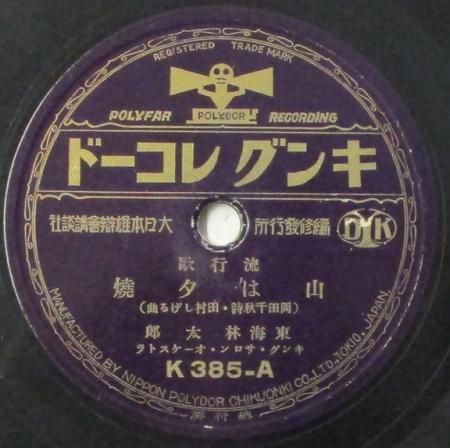 REGISTERED TRADE MARK
POLYFAR POLYDOR RECORDING
キングレコード
DYK 編修發行所 大日本雄辯會講談社
流行歌
山は夕燒
(岡田千秋詩・田村しげる曲)
東海林太郎
キング・サロン・オーケストラ
K 385-A
MANUFACTURED BY NIPPON POLYDOR CHIKUONKI CO., LTD. TOKIO, JAPAN.